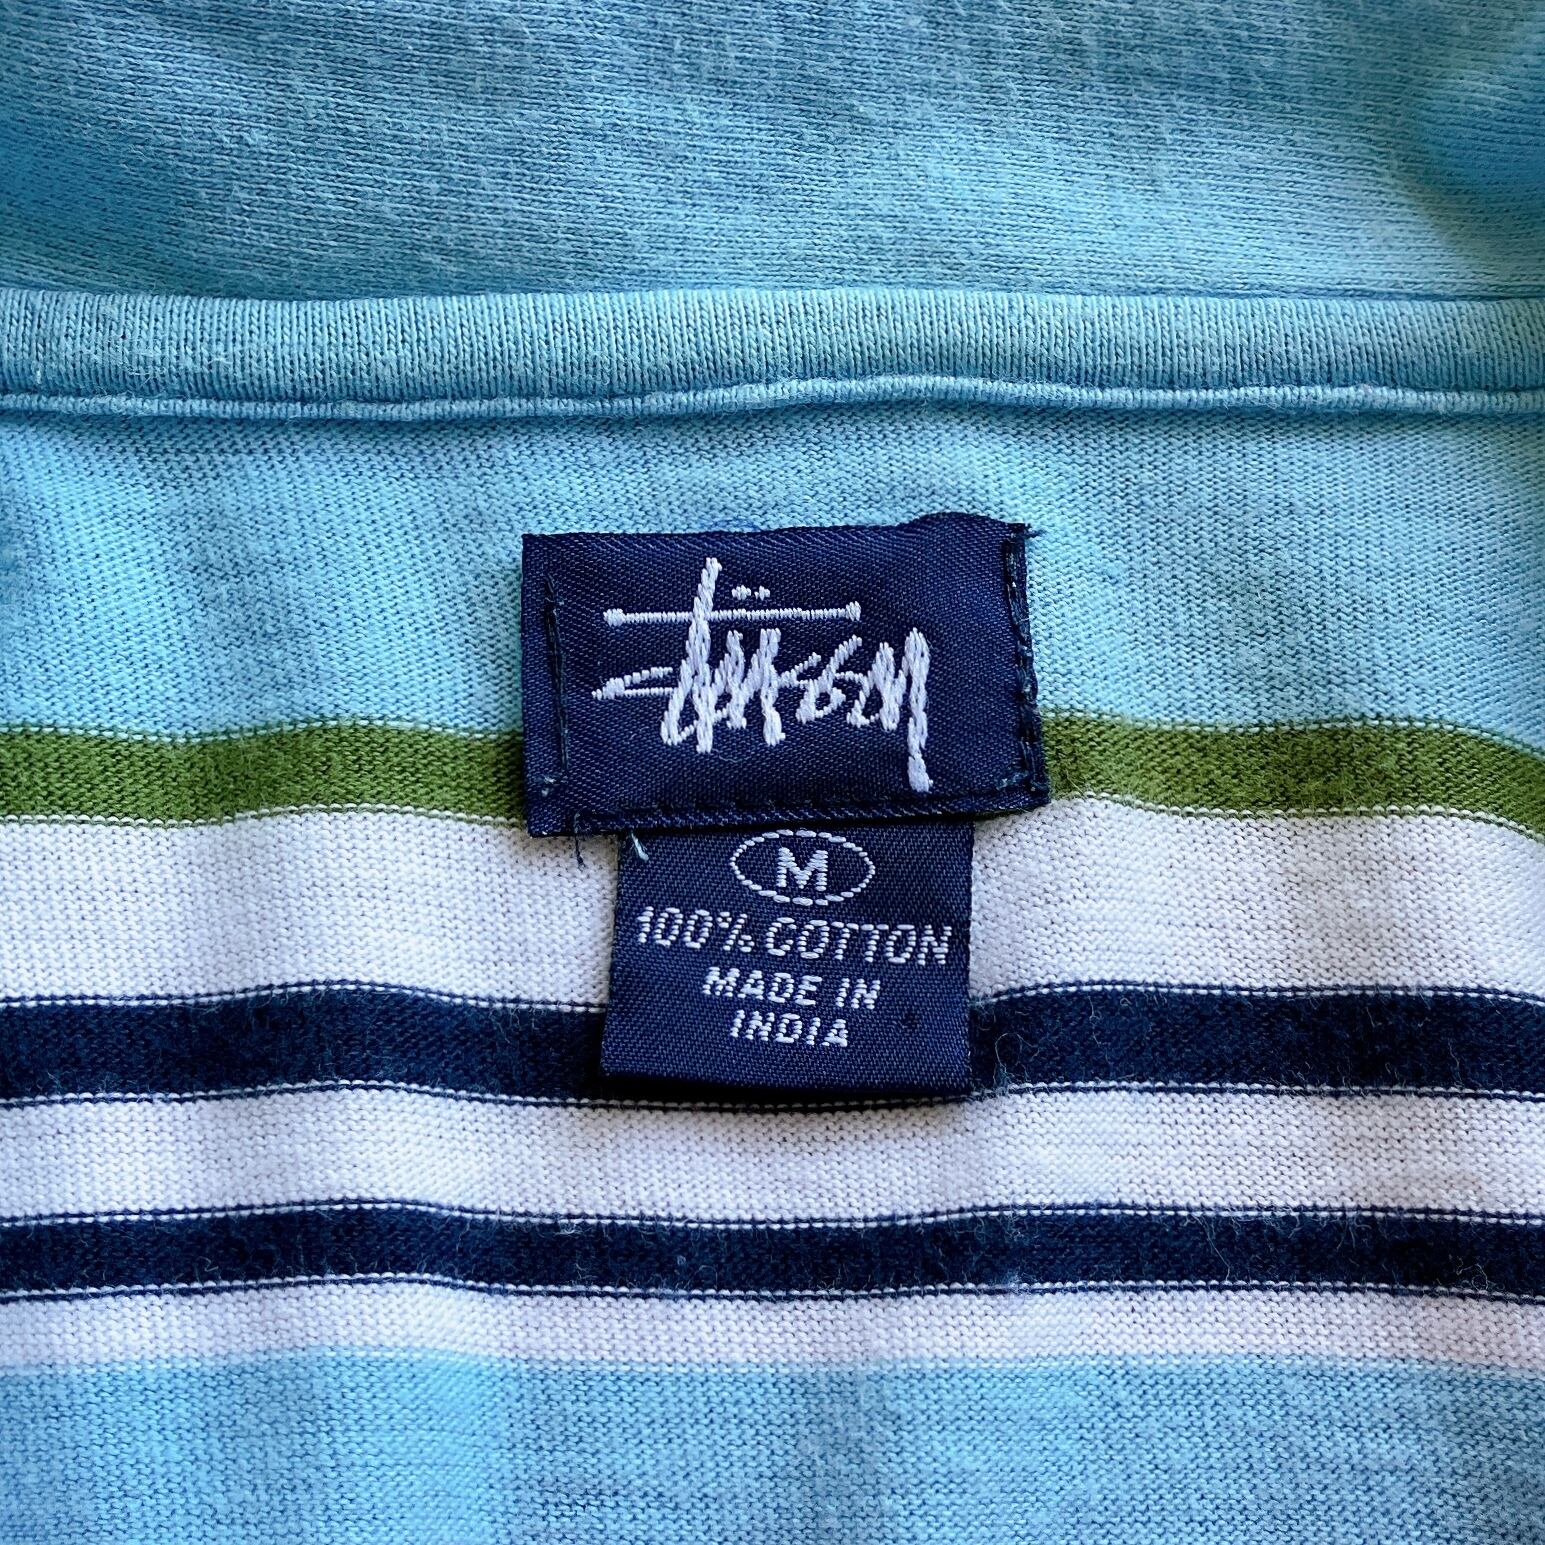 Stüssy
M
100% COTTON
MADE IN
INDIA